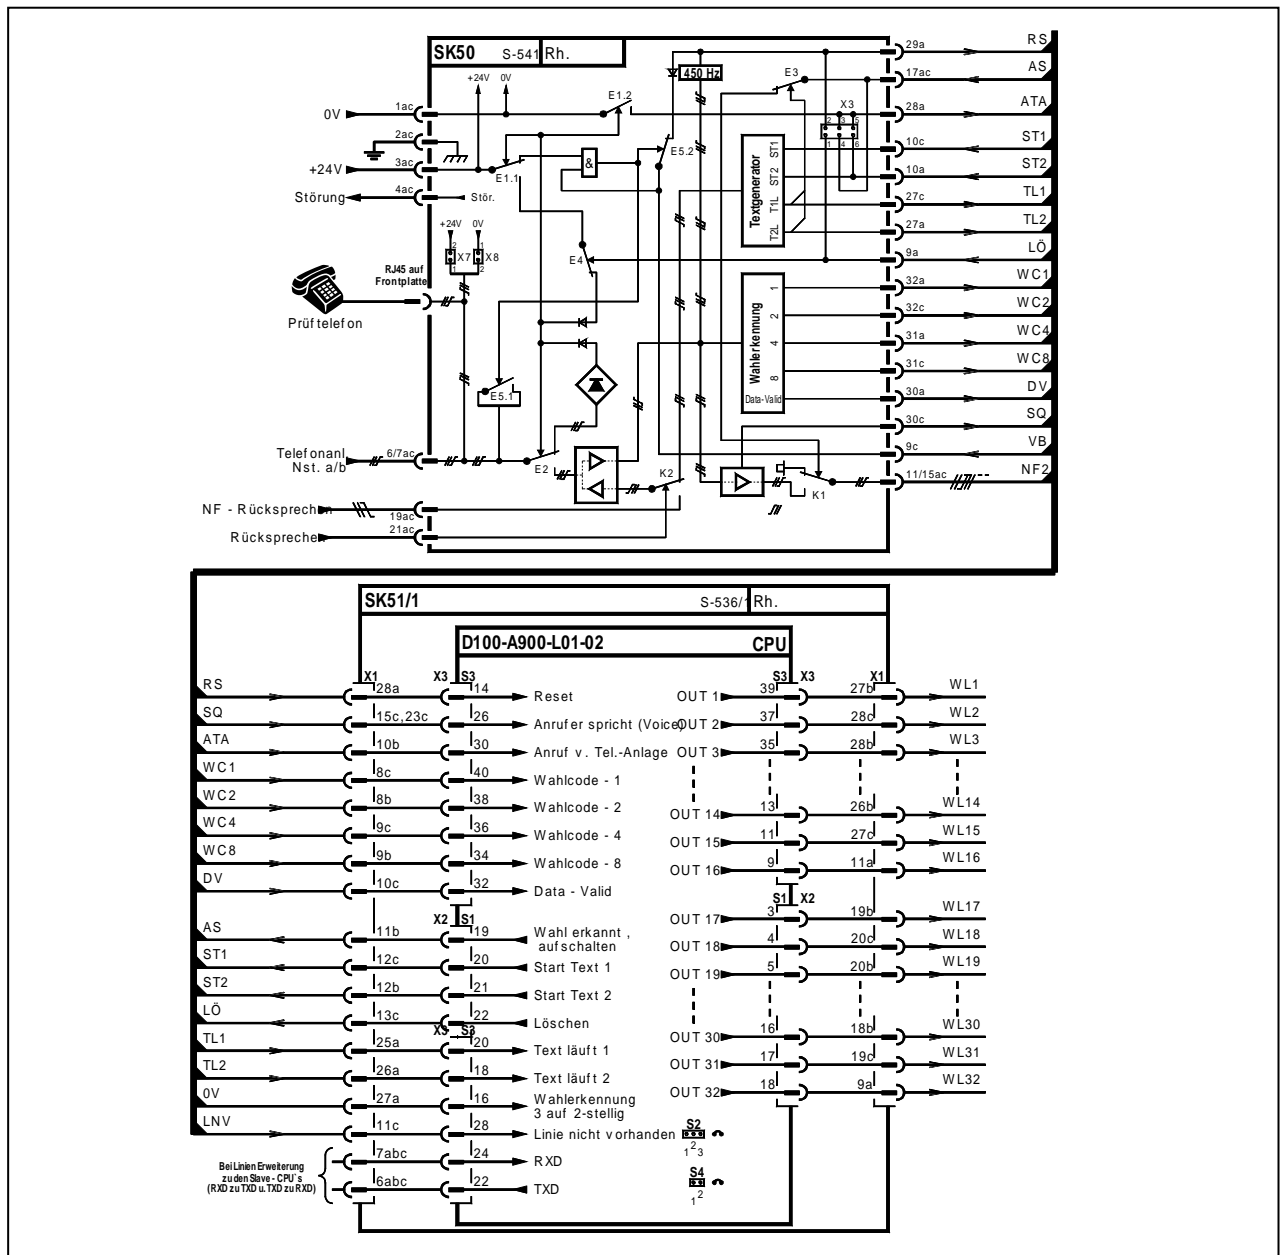 SK50 S-541 Rh.
29a RS
17ac AS
28a ATA
10c ST1
10a ST2
27c TL1
27a TL2
9a LÖ
32a WC1
32c WC2
31a WC4
31c WC8
30a DV
30c SQ
9c VB
11/15ac NF2
+24V 0V
0V 1ac
2ac
+24V 3ac
Störung 4ac Stör.
E1.2
E1.1
&
E5.2
450 Hz
E3
X3
2 3 5
1 4 6
Textgenerator
ST1
ST2
T1L
T2L
+24V 0V
2 1
X7 X8
1 2
RJ45 auf
Frontplatte
Prüftelefon
E4
Wahlerkennung
1
2
4
8
Data-Valid
E5.1
Telefonanl.
Nst. a/b
6/7ac
E2
K2
K1
NF - Rücksprechen
19ac
21ac
Rücksprechen
SK51/1 S-536/1 Rh.
D100-A900-L01-02 CPU
X1 X3 S3 S3 X3 X1
RS 28a 14 Reset
SQ 15c,23c 26 Anrufer spricht (Voice)
ATA 10b 30 Anruf v. Tel.-Anlage
WC1 8c 40 Wahlcode - 1
WC2 8b 38 Wahlcode - 2
WC4 9c 36 Wahlcode - 4
WC8 9b 34 Wahlcode - 8
DV 10c 32 Data - Valid
X2 S1
AS 11b 19 Wahl erkannt ,
aufschalten
ST1 12c 20 Start Text 1
ST2 12b 21 Start Text 2
LÖ 13c 22 Löschen
X3 S3
TL1 25a 20 Text läuft 1
TL2 26a 18 Text läuft 2
0V 27a 16 Wahlerkennung
3 auf 2-stellig
LNV 11c 28 Linie nicht vorhanden
7abc 24 RXD
6abc 22 TXD
Bei Linien Erweiterung
zu den Slave - CPU`s
(RXD zu TXD u. TXD zu RXD)
OUT 1 39 27b WL1
OUT 2 37 28c WL2
OUT 3 35 28b WL3
OUT 14 13 26b WL14
OUT 15 11 27c WL15
OUT 16 9 11a WL16
S1 X2
OUT 17 3 19b WL17
OUT 18 4 20c WL18
OUT 19 5 20b WL19
OUT 30 16 18b WL30
OUT 31 17 19c WL31
OUT 32 18 9a WL32
S2
1 2 3
S4
1 2